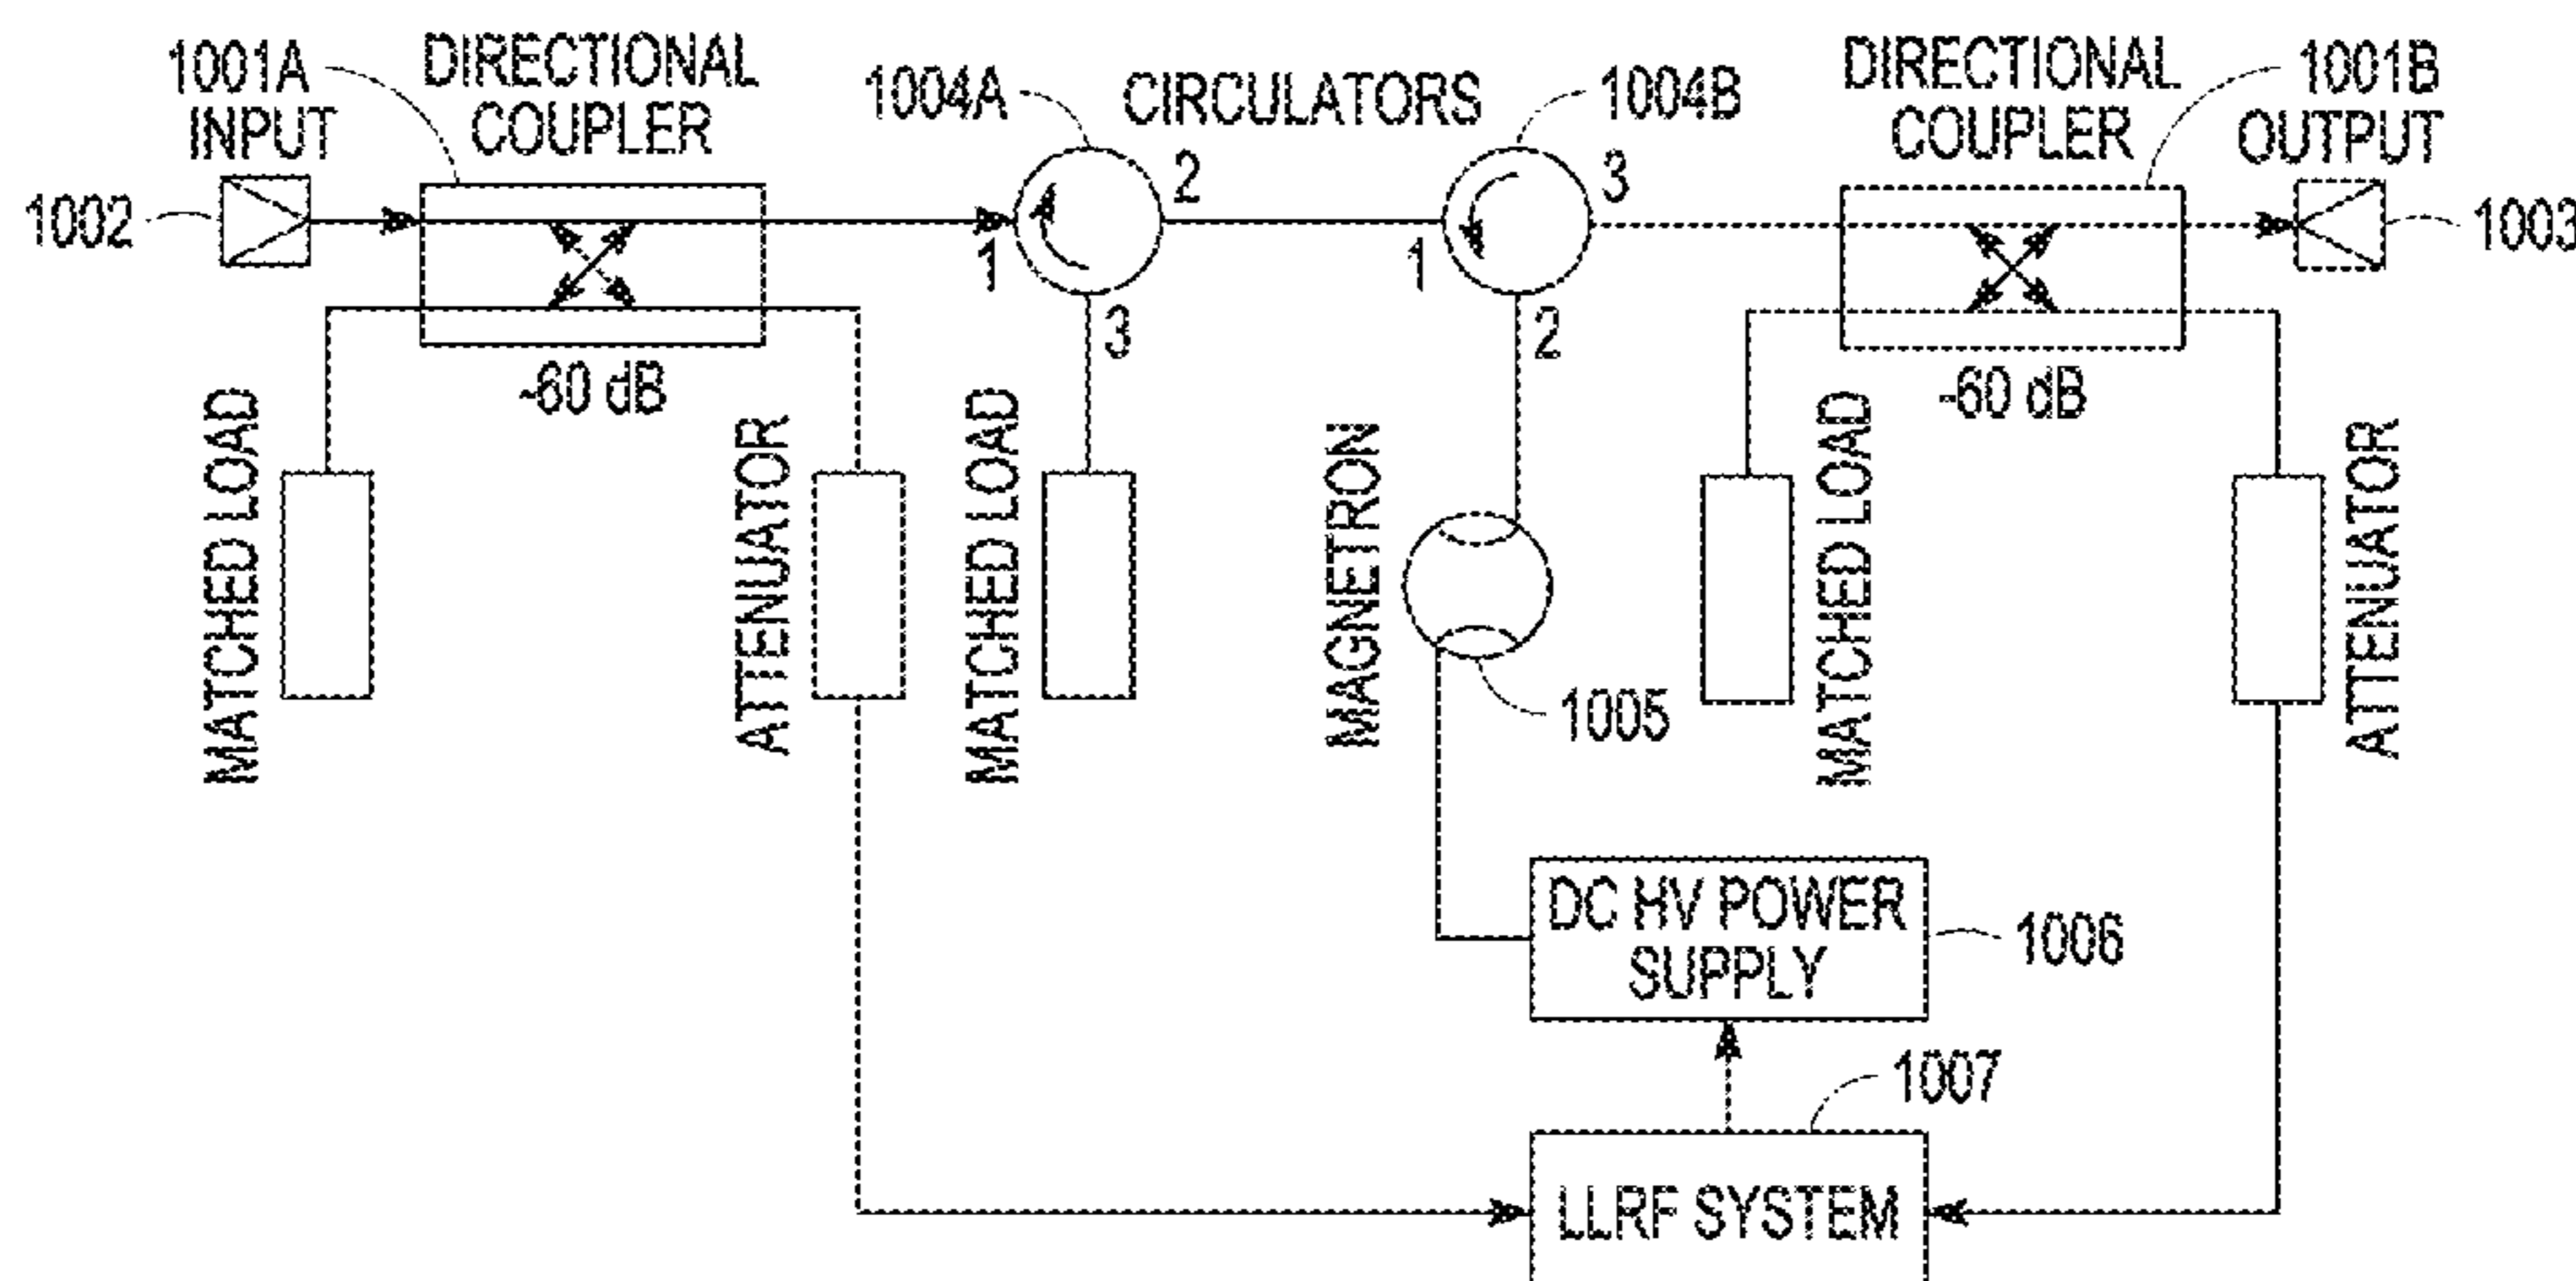 1001A
INPUT
DIRECTIONAL
COUPLER
1004A
CIRCULATORS
1004B
DIRECTIONAL
COUPLER
1001B
OUTPUT
1002
1
2
3
1
3
2
1003
-60 dB
-60 dB
MATCHED LOAD
ATTENUATOR
MATCHED LOAD
MAGNETRON
1005
MATCHED LOAD
ATTENUATOR
DC HV POWER
SUPPLY
1006
1007
LLRF SYSTEM